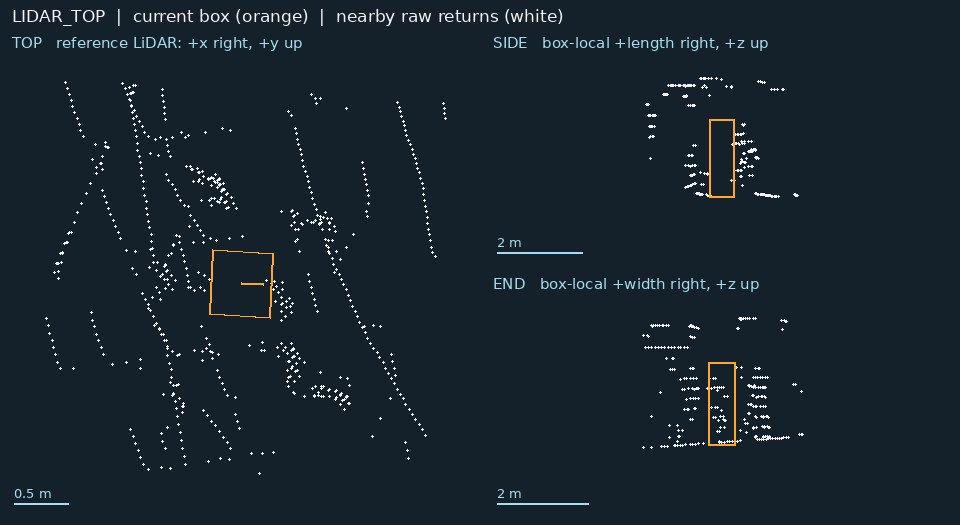 LIDAR_TOP | current box (orange) | nearby raw returns (white)
TOP reference LiDAR: +x right, +y up
SIDE box-local +length right, +z up
2 m
END box-local +width right, +z up
0.5 m
2 m